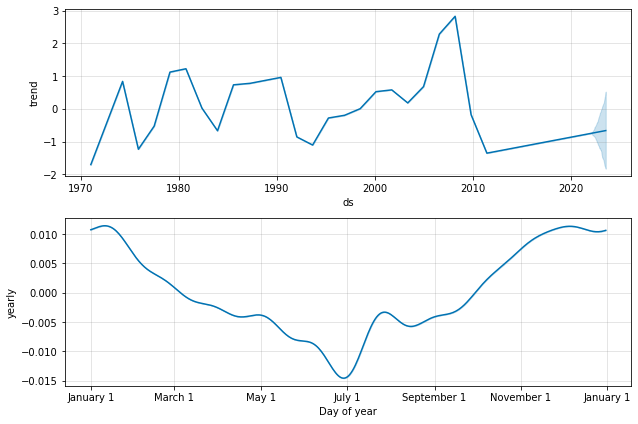 3
2
1
0
−1
−2
trend
1970 1980 1990 2000 2010 2020
ds
0.010
0.005
0.000
−0.005
−0.010
−0.015
yearly
January 1 March 1 May 1 July 1 September 1 November 1 January 1
Day of year